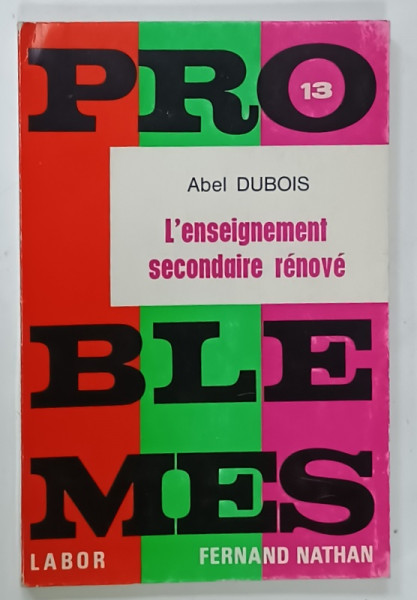 PRO
13
Abel DUBOIS
L'enseignement
secondaire rénové
BLE
MES
LABOR FERNAND NATHAN